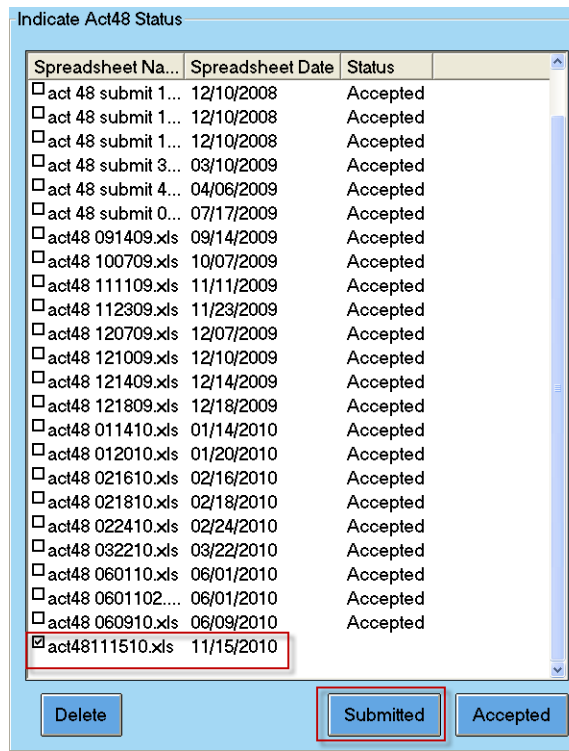 Indicate Act48 Status
Spreadsheet Na... Spreadsheet Date Status
act 48 submit 1... 12/10/2008 Accepted
act 48 submit 1... 12/10/2008 Accepted
act 48 submit 1... 12/10/2008 Accepted
act 48 submit 3... 03/10/2009 Accepted
act 48 submit 4... 04/06/2009 Accepted
act 48 submit 0... 07/17/2009 Accepted
act48 091409.xls 09/14/2009 Accepted
act48 100709.xls 10/07/2009 Accepted
act48 111109.xls 11/11/2009 Accepted
act48 112309.xls 11/23/2009 Accepted
act48 120709.xls 12/07/2009 Accepted
act48 121009.xls 12/10/2009 Accepted
act48 121409.xls 12/14/2009 Accepted
act48 121809.xls 12/18/2009 Accepted
act48 011410.xls 01/14/2010 Accepted
act48 012010.xls 01/20/2010 Accepted
act48 021610.xls 02/16/2010 Accepted
act48 021810.xls 02/18/2010 Accepted
act48 022410.xls 02/24/2010 Accepted
act48 032210.xls 03/22/2010 Accepted
act48 060110.xls 06/01/2010 Accepted
act48 0601102.... 06/01/2010 Accepted
act48 060910.xls 06/09/2010 Accepted
act48111510.xls 11/15/2010
Delete Submitted Accepted